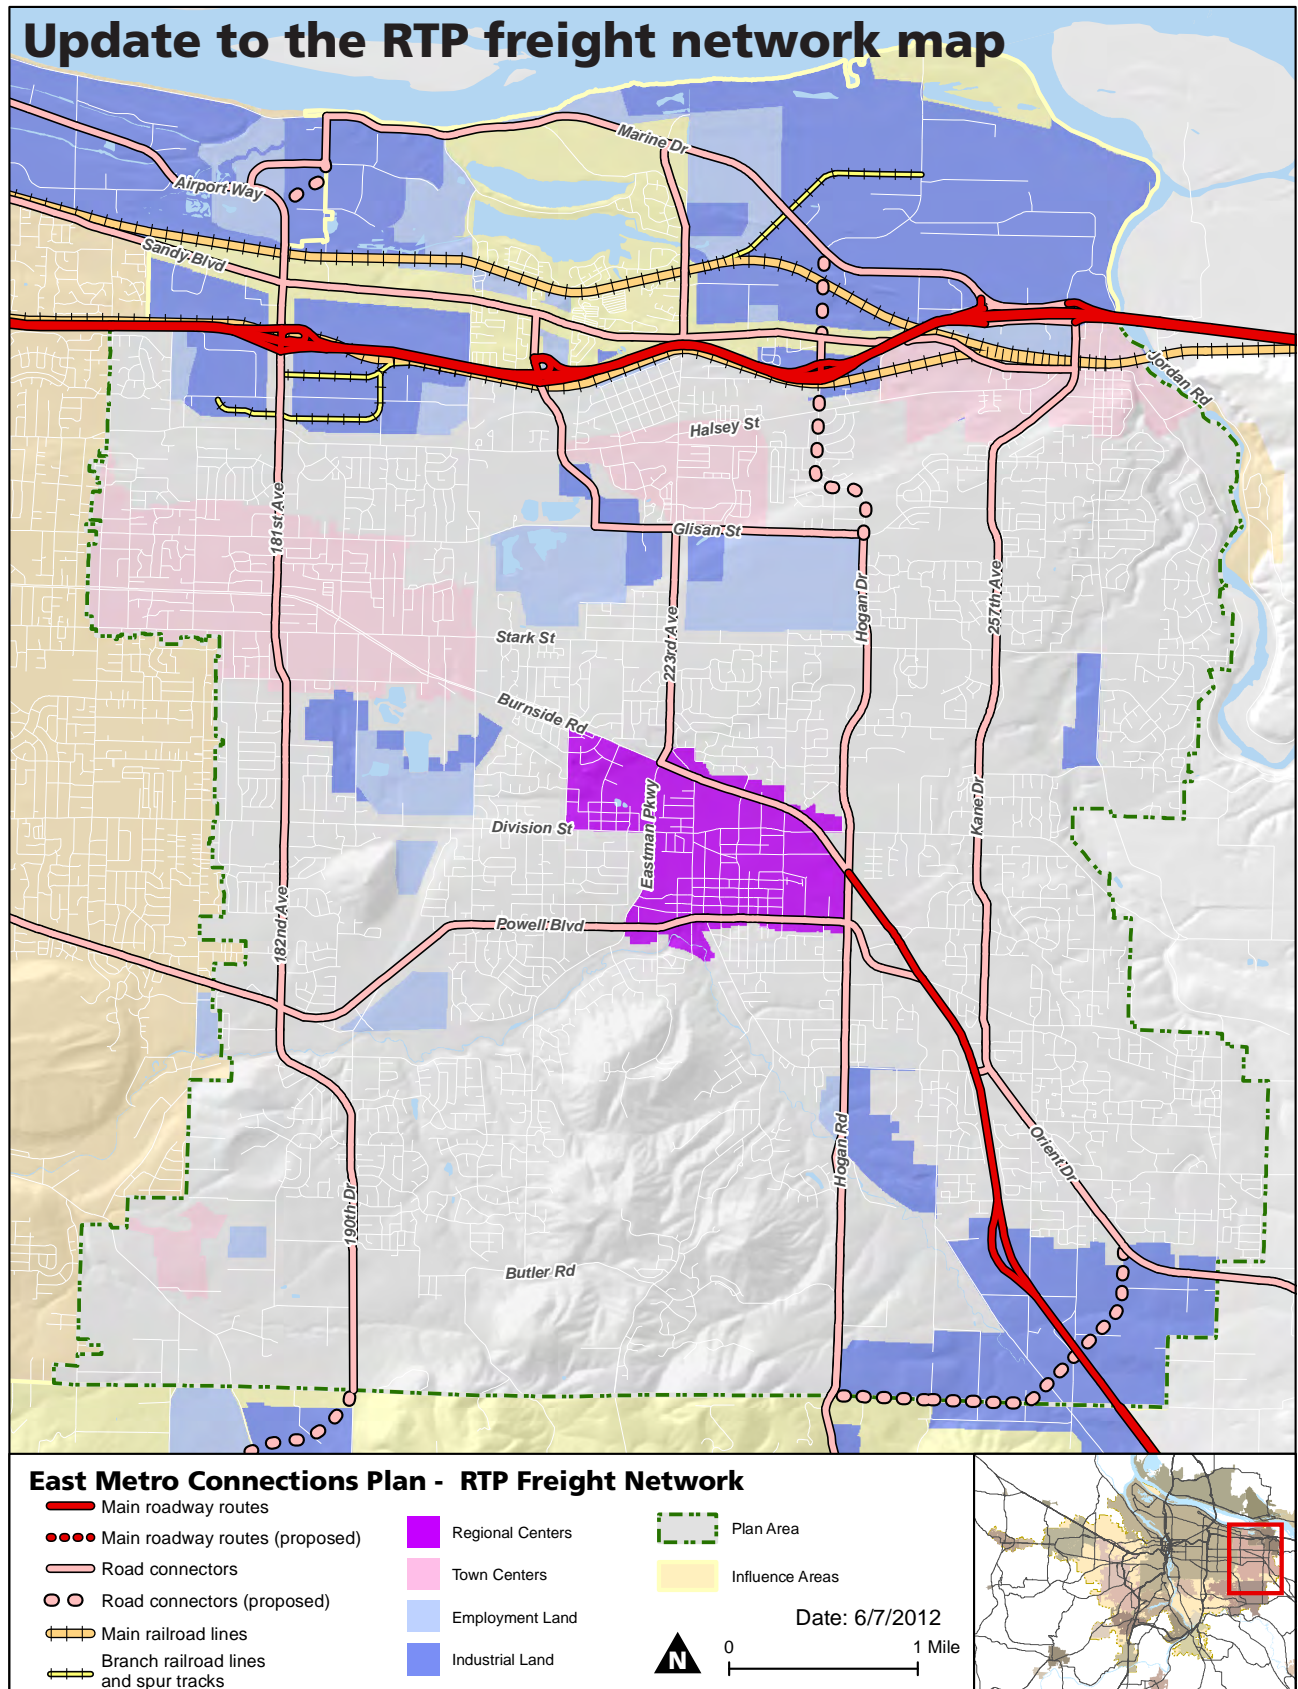 Update to the RTP freight network map
Marine Dr
Airport Way
Sandy Blvd
Jordan Rd
Halsey St
181st Ave
Glisan St
Hogan Dr
257th Ave
223rd Ave
Stark St
Burnside Rd
Eastman Pkwy
Kane Dr
Division St
182nd Ave
Powell Blvd
Hogan Rd
Orient Dr
190th Dr
Butler Rd
East Metro Connections Plan - RTP Freight Network
Main roadway routes
Main roadway routes (proposed)
Road connectors
Road connectors (proposed)
Main railroad lines
Branch railroad lines
and spur tracks
Regional Centers
Town Centers
Employment Land
Industrial Land
Plan Area
Influence Areas
Date: 6/7/2012
N
0 1 Mile